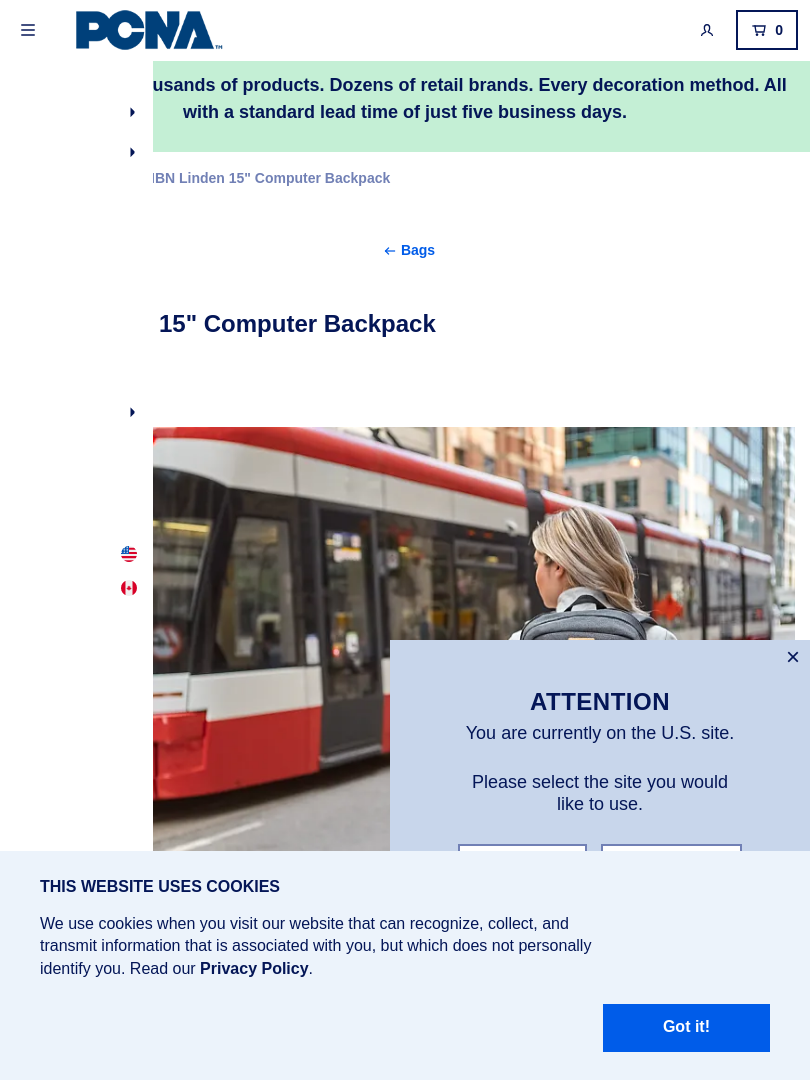 PCNA™
0
usands of products. Dozens of retail brands. Every decoration method. All
with a standard lead time of just five business days.
NBN Linden 15" Computer Backpack
← Bags
15" Computer Backpack
×
ATTENTION
You are currently on the U.S. site.
Please select the site you would
like to use.
THIS WEBSITE USES COOKIES
We use cookies when you visit our website that can recognize, collect, and
transmit information that is associated with you, but which does not personally
identify you. Read our Privacy Policy.
Got it!